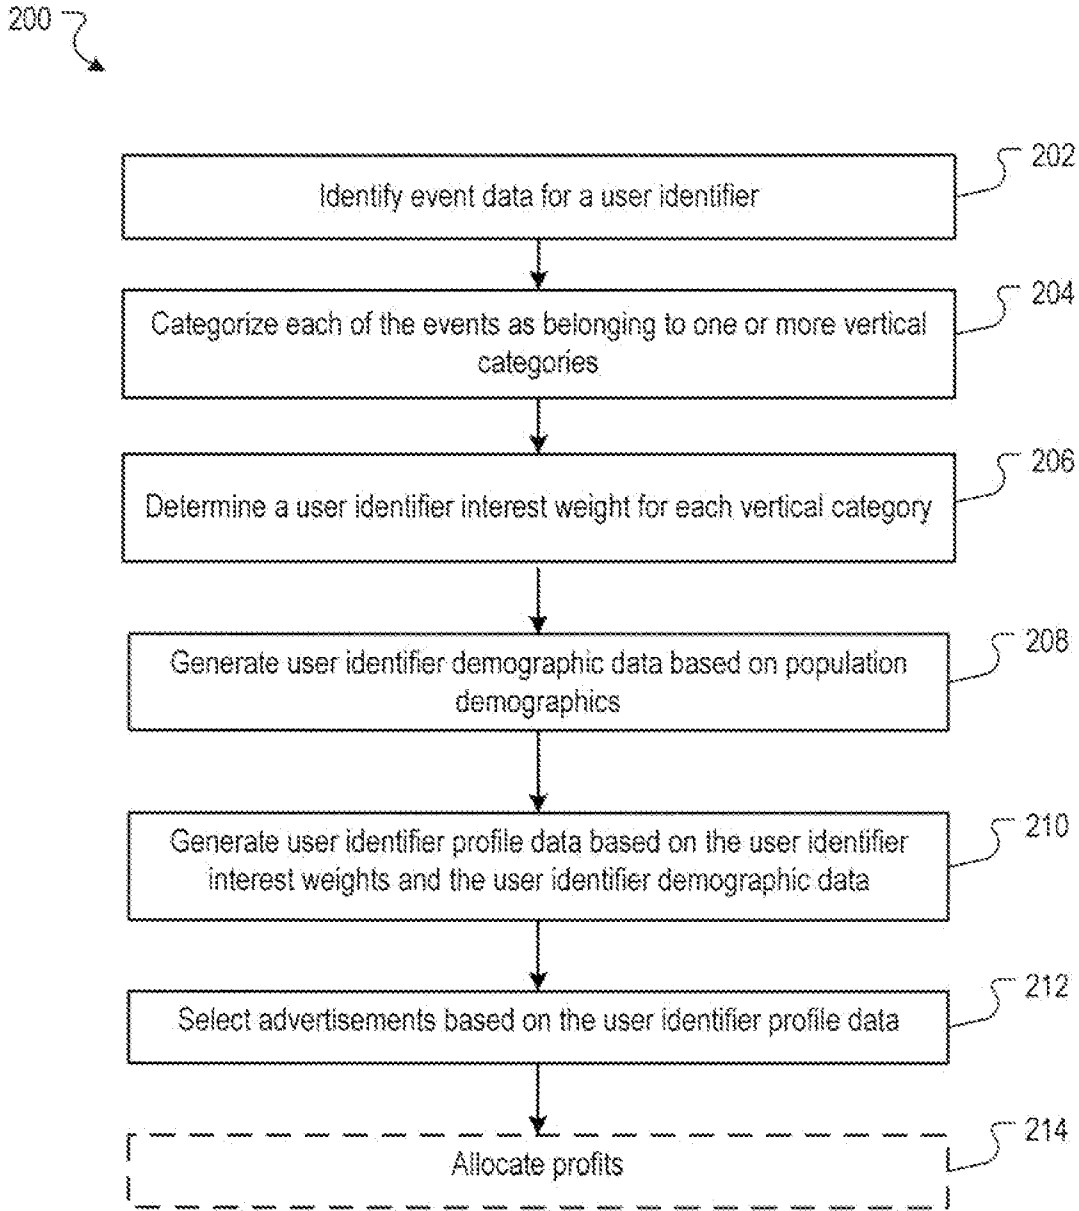 200
202
Identify event data for a user identifier
204
Categorize each of the events as belonging to one or more vertical
categories
206
Determine a user identifier interest weight for each vertical category
208
Generate user identifier demographic data based on population
demographics
210
Generate user identifier profile data based on the user identifier
interest weights and the user identifier demographic data
212
Select advertisements based on the user identifier profile data
214
Allocate profits